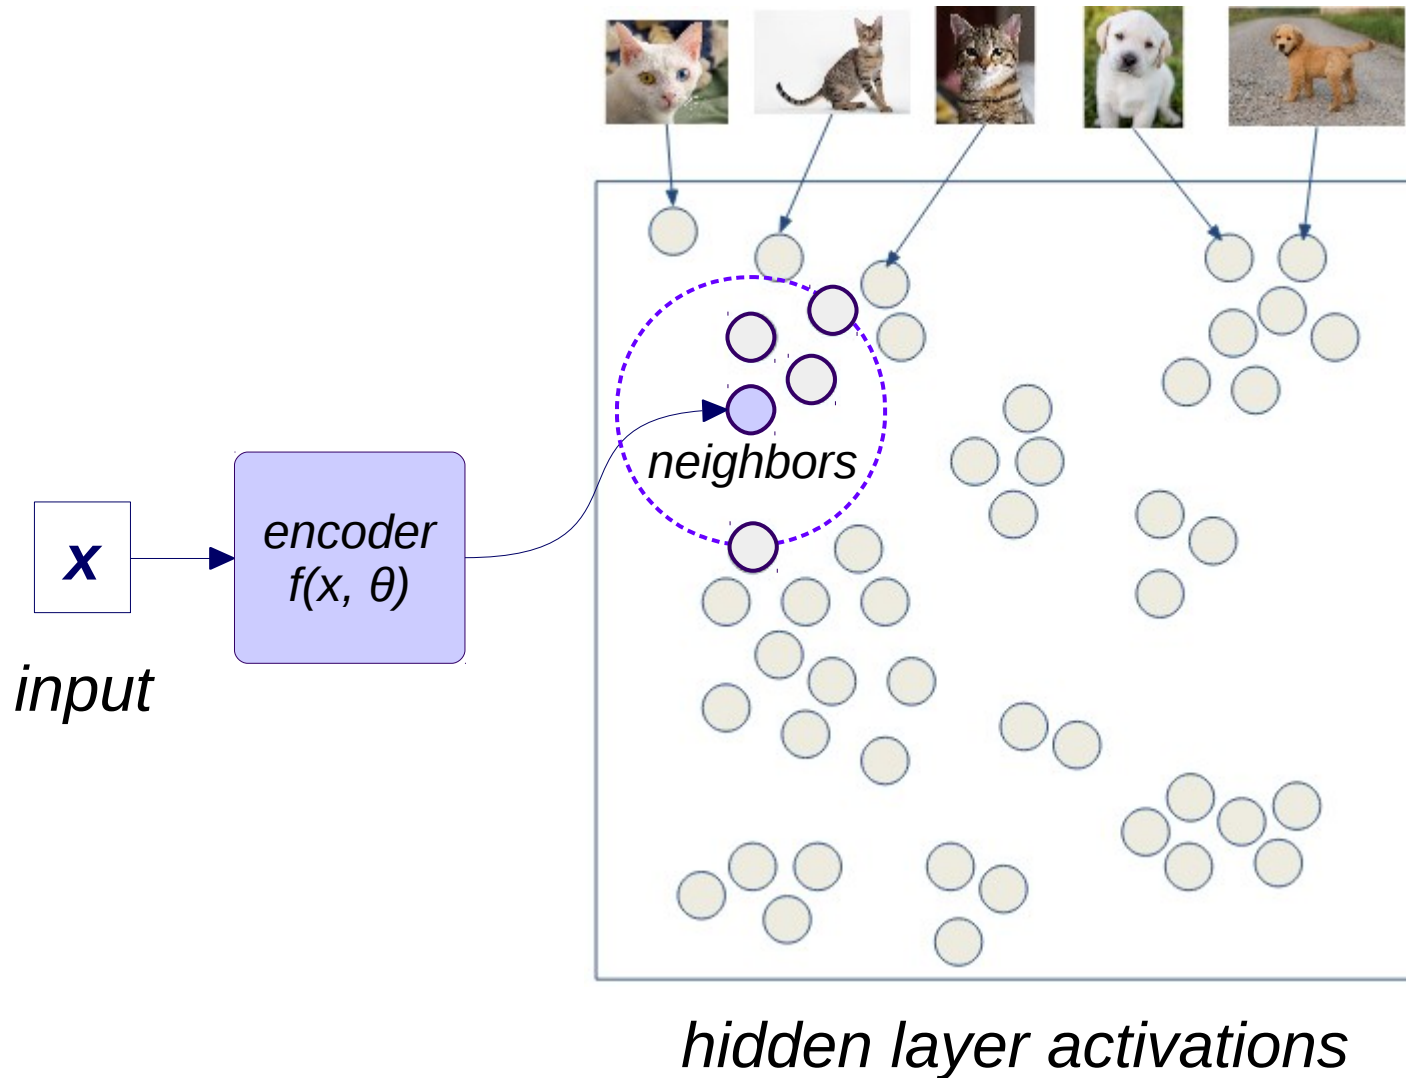 neighbors
x
encoder
f(x, θ)
input
hidden layer activations